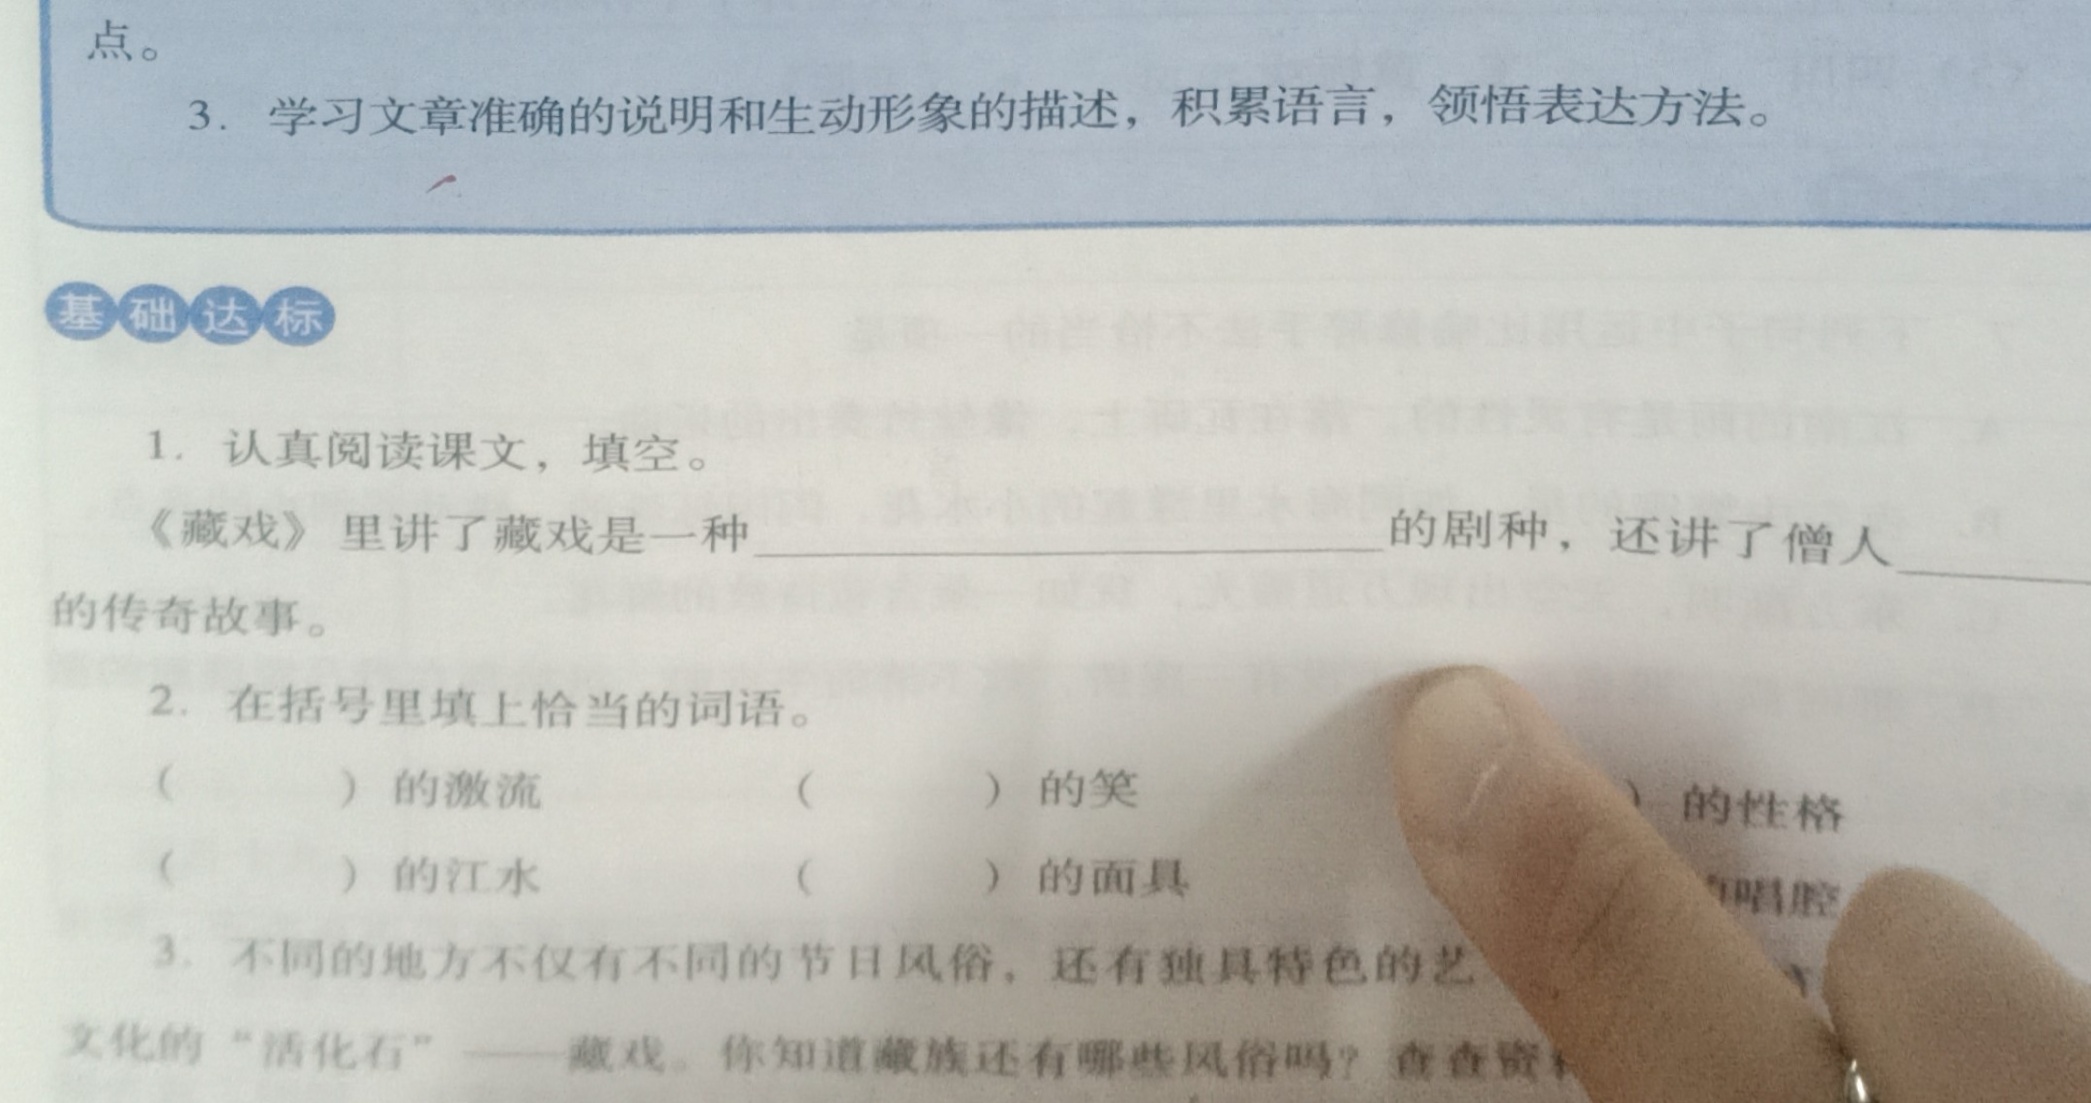 点。
3. 学习文章准确的说明和生动形象的描述，积累语言，领悟表达方法。
基础达标
1. 认真阅读课文，填空。
《藏戏》里讲了藏戏是一种____________的剧种，还讲了僧人____
的传奇故事。
2. 在括号里填上恰当的词语。
（　　　）的激流　（　　　）的笑　）的性格
（　　　）的江水　（　　　）的面具　唱腔
3. 不同的地方不仅有不同的节日风俗，还有独具特色的艺
文化的“活化石”——藏戏。你知道藏族还有哪些风俗吗？查查资